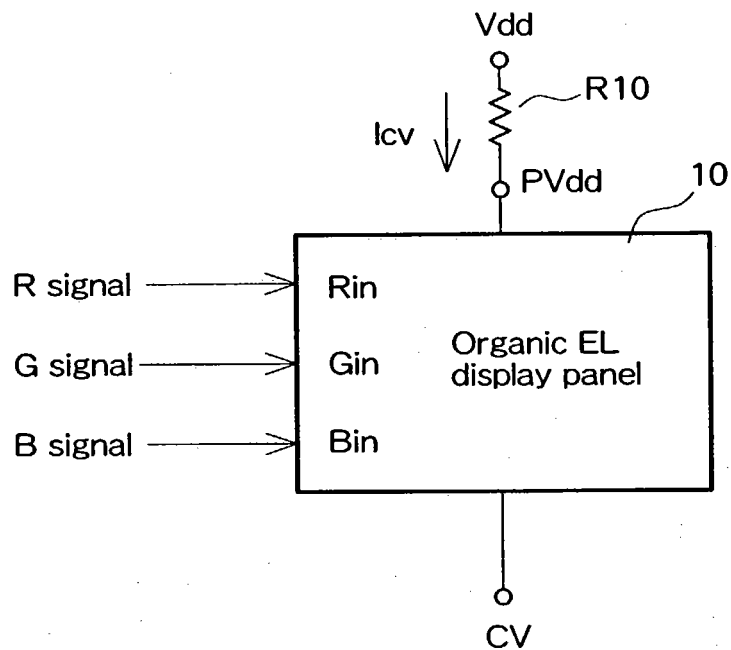 Vdd
R10
Icv
PVdd
10
R signal
Rin
G signal
Gin
Organic EL
display panel
B signal
Bin
CV